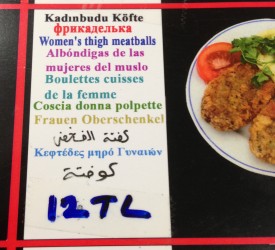 Kadınbudu Köfte
фрикаделька
Women's thigh meatballs
Albóndigas de las
mujeres del muslo
Boulettes cuisses
de la femme
Coscia donna polpette
Frauen Oberschenkel
كفتة الفخذ
Κεφτέδες μηρό Γυναιών
كوفتة
12TL